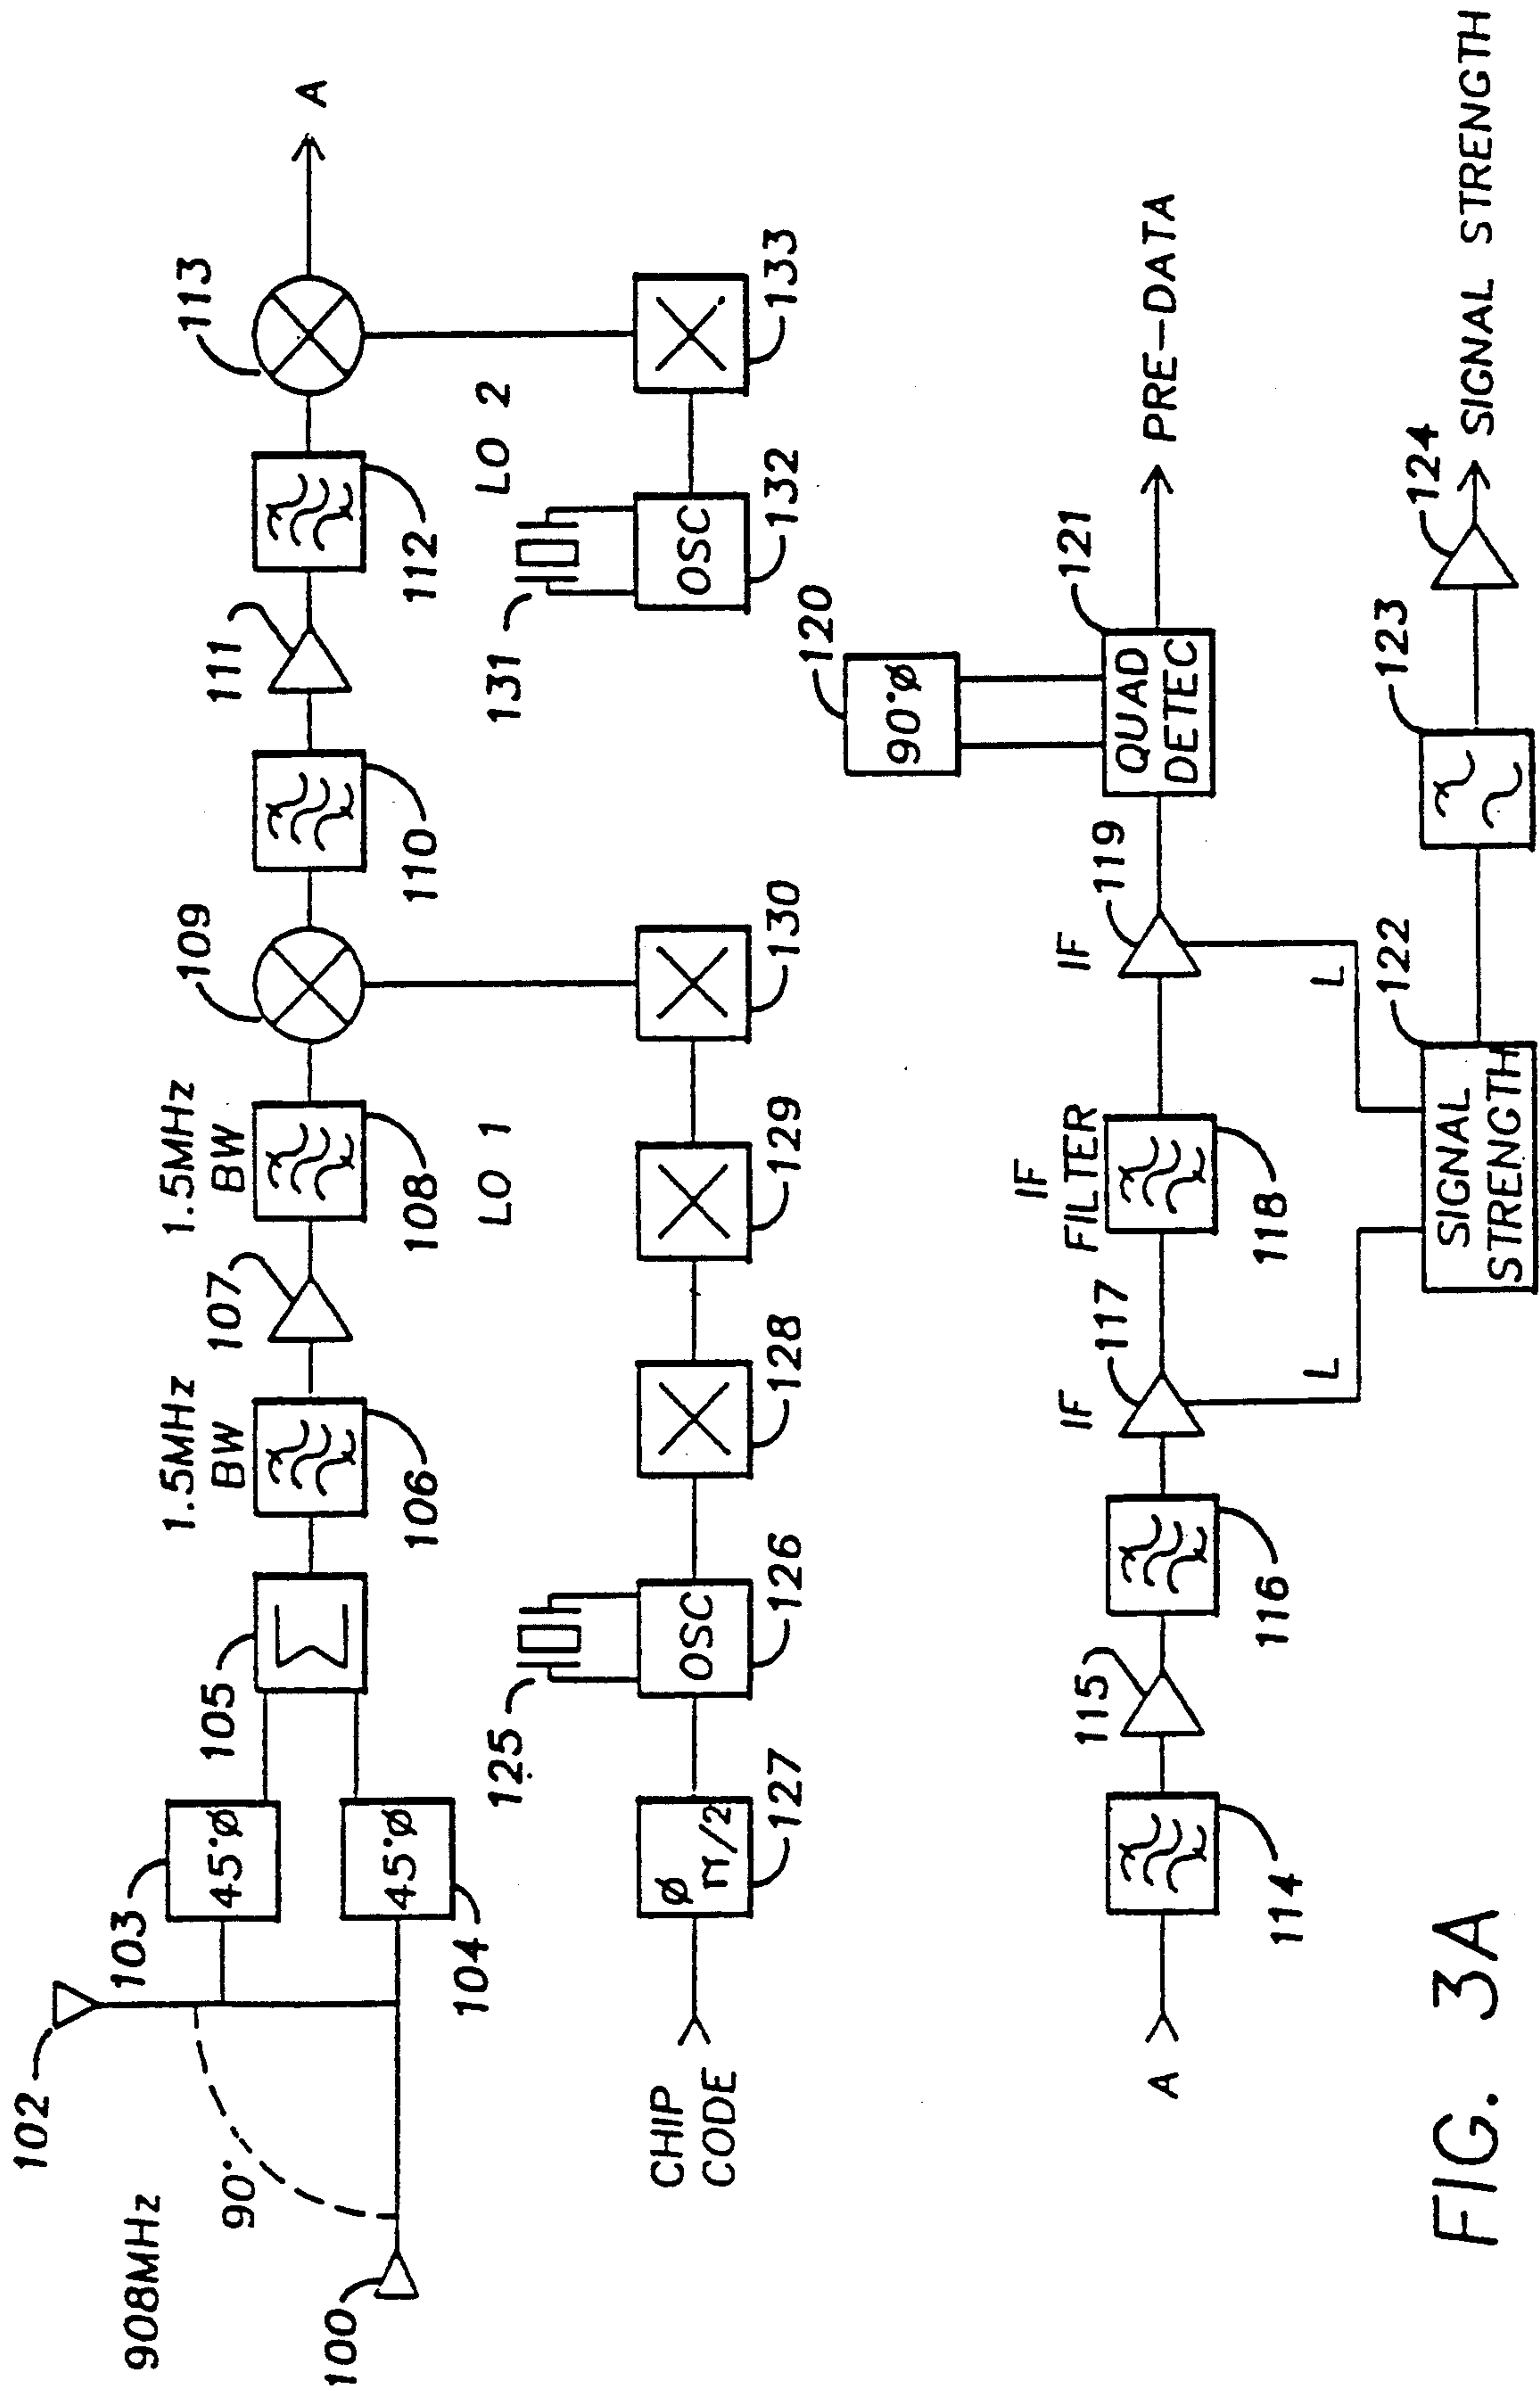 908MHz
90°
100
102
103
45°Ø
104
45°Ø
105
Σ
1.5MHz
BW
106
107
1.5MHz
BW
108
109
110
111
112
113
A
CHIP
CODE
Ø
π/2
127
125
OSC
126
128
129
130
LO 1
131
OSC
132
LO 2
133
A
114
115
116
IF
117
L
IF
FILTER
118
IF
119
L
90°Ø
120
QUAD
DETEC
121
PRE-DATA
SIGNAL
STRENGTH
122
123
124
SIGNAL STRENGTH
FIG. 3A